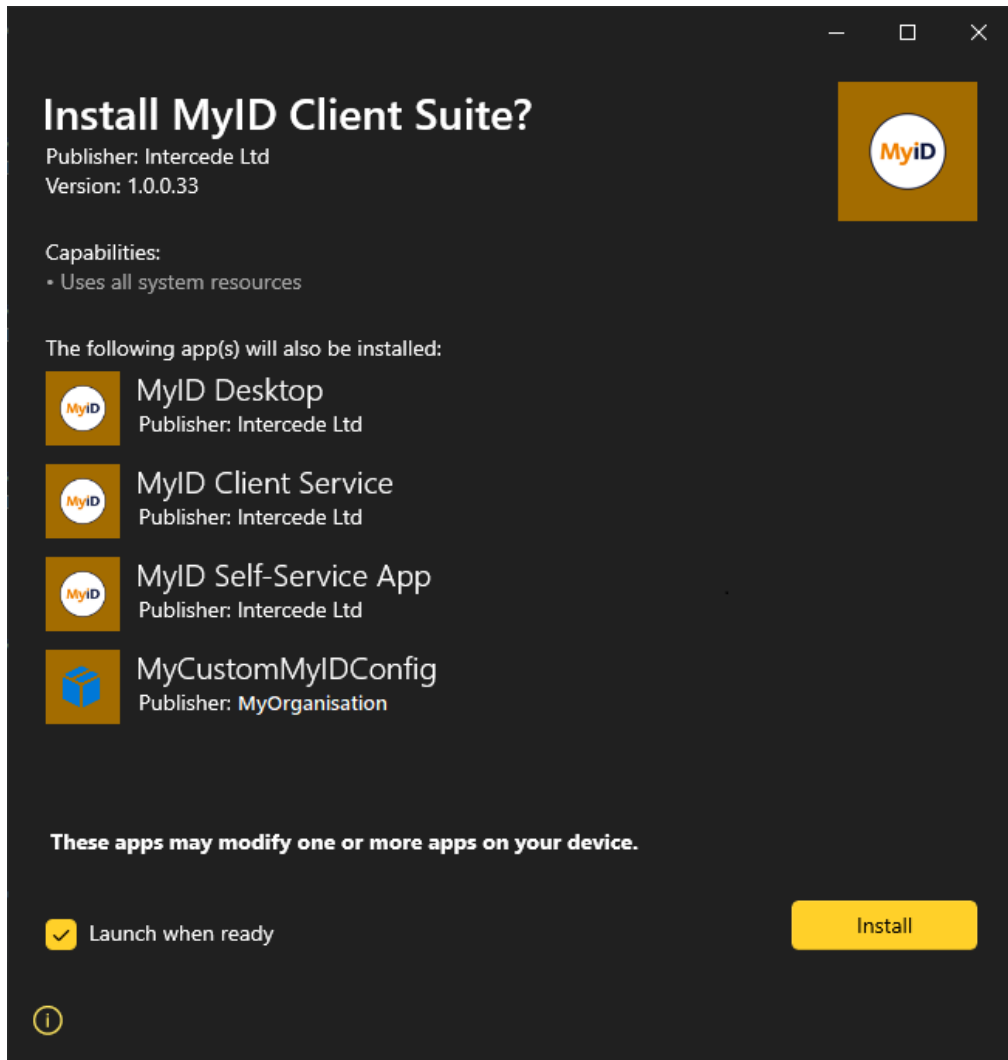 Install MyID Client Suite?
Publisher: Intercede Ltd
Version: 1.0.0.33
MyiD
Capabilities:
• Uses all system resources
The following app(s) will also be installed:
MyiD
MyID Desktop
Publisher: Intercede Ltd
MyiD
MyID Client Service
Publisher: Intercede Ltd
MyiD
MyID Self-Service App
Publisher: Intercede Ltd
MyCustomMyIDConfig
Publisher: MyOrganisation
These apps may modify one or more apps on your device.
Launch when ready
Install